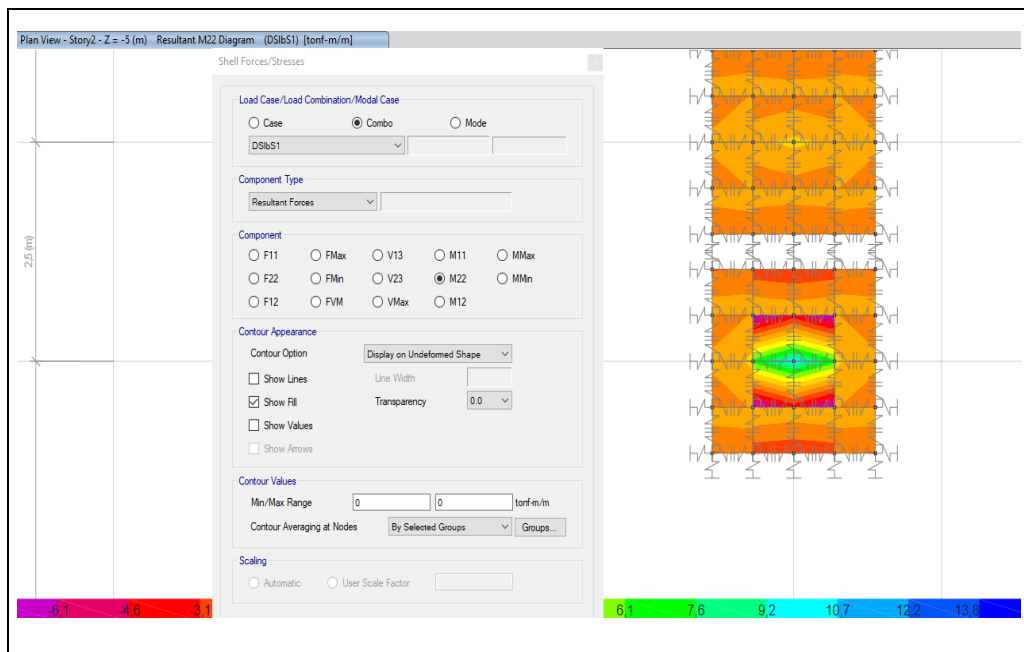 Plan View - Story2 - Z = -5 (m) Resultant M22 Diagram (DSlbS1) [tonf-m/m]
Shell Forces/Stresses
Load Case/Load Combination/Modal Case
Case Combo Mode
DSlbS1
Component Type
Resultant Forces
Component
F11 FMax V13 M11 MMax
F22 FMin V23 M22 MMin
F12 FVM VMax M12
Contour Appearance
Contour Option Display on Undeformed Shape
Show Lines Line Width
Show Fill Transparency 0.0
Show Values
Show Arrows
Contour Values
Min/Max Range 0 0 tonf-m/m
Contour Averaging at Nodes By Selected Groups Groups...
Scaling
Automatic User Scale Factor
2,5 (m)
-6,1 -4,6 -3,1 6,1 7,6 9,2 10,7 12,2 13,8